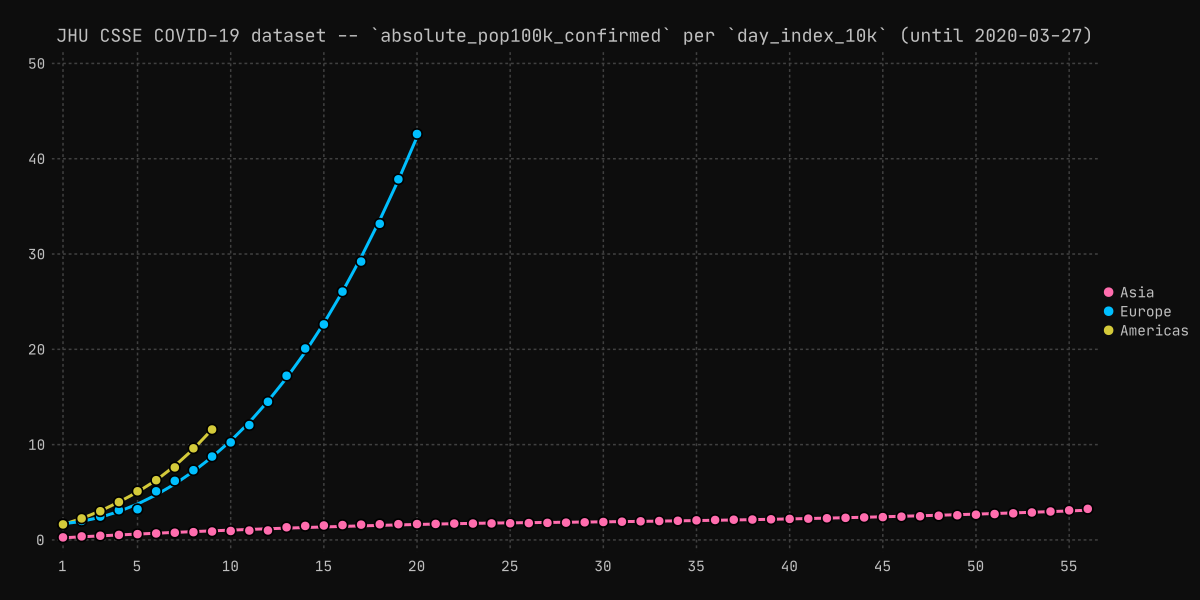 JHU CSSE COVID-19 dataset -- `absolute_pop100k_confirmed` per `day_index_10k` (until 2020-03-27)
50
40
30
20
10
0
Asia
Europe
Americas
1 5 10 15 20 25 30 35 40 45 50 55